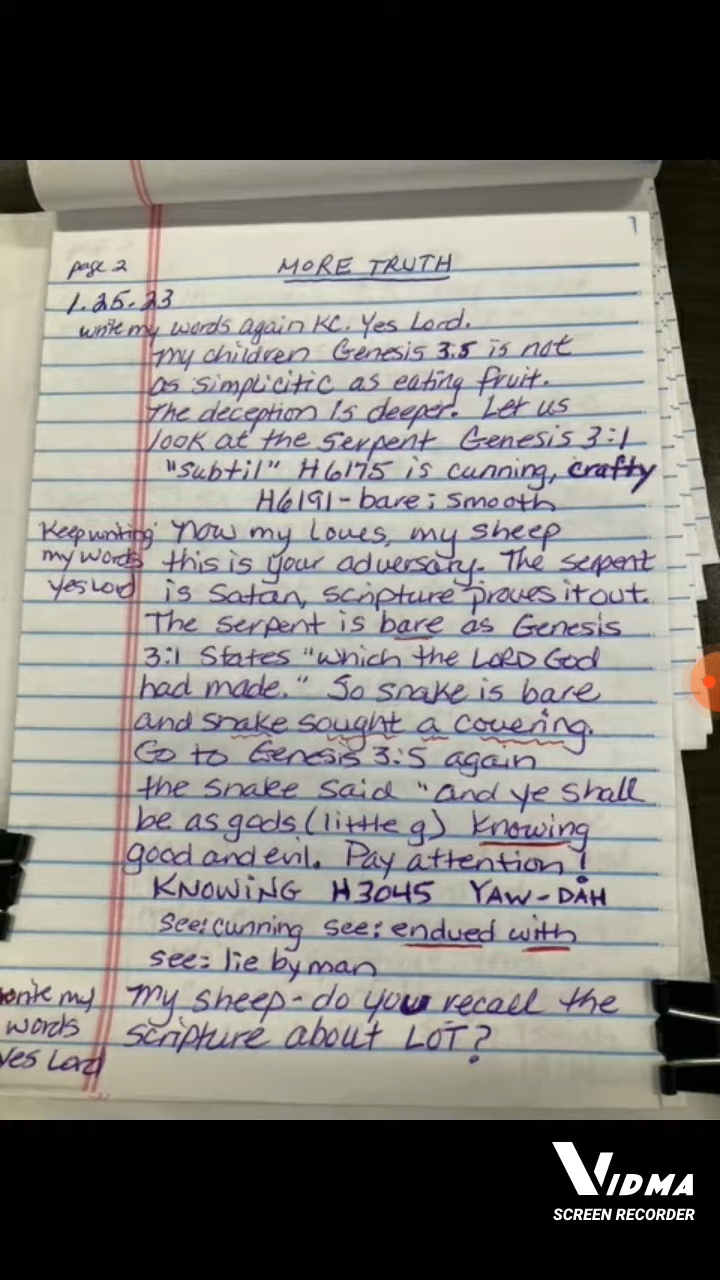 page 2
MORE TRUTH
1.25.23
write my words again KC. Yes Lord.
My children Genesis 3.5 is not
as simplicitic as eating fruit.
The deception is deeper. Let us
look at the serpent Genesis 3:1
"subtil" H6175 is cunning, crafty
H6191 - bare; smooth
Keep writing
my words
yes Lord
Now my loves, my sheep
this is your adversary. The serpent
is Satan, scripture proves it out.
The serpent is bare as Genesis
3:1 States "which the LORD God
had made." So snake is bare
and snake sought a covering.
Go to Genesis 3:5 again
the snake said "and ye shall
be as gods (little g) knowing
good and evil. Pay attention!
KNOWING H3045 YAW-DAH
see: cunning see: endued with
see: lie by man
write my
words
yes Lord
My sheep - do you recall the
scripture about LOT?
VIDMA
SCREEN RECORDER